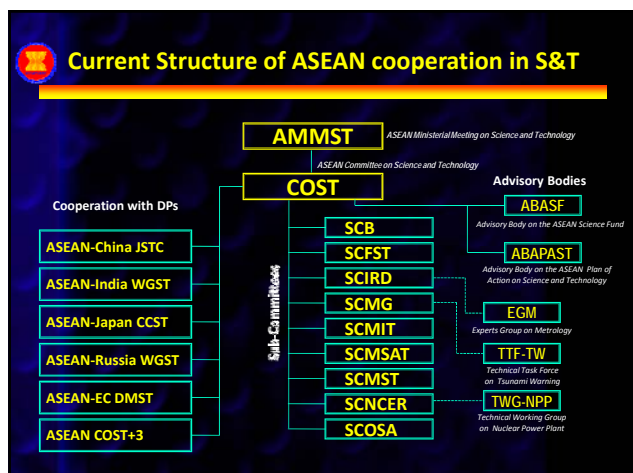 Current Structure of ASEAN cooperation in S&T
AMMST
ASEAN Ministerial Meeting on Science and Technology
ASEAN Committee on Science and Technology
COST
Cooperation with DPs
ASEAN-China JSTC
ASEAN-India WGST
ASEAN-Japan CCST
ASEAN-Russia WGST
ASEAN-EC DMST
ASEAN COST+3
Sub-Committees
SCB
SCFST
SCIRD
SCMG
SCMIT
SCMSAT
SCMST
SCNCER
SCOSA
Advisory Bodies
ABASF
Advisory Body on the ASEAN Science Fund
ABAPAST
Advisory Body on the ASEAN Plan of
Action on Science and Technology
EGM
Experts Group on Metrology
TTF-TW
Technical Task Force
on Tsunami Warning
TWG-NPP
Technical Working Group
on Nuclear Power Plant